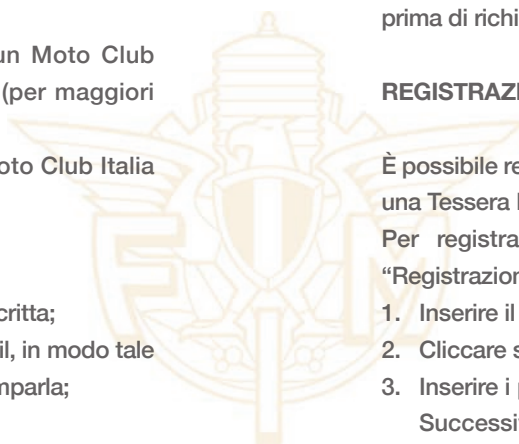 un Moto Club
(per maggiori
oto Club Italia
critta;
il, in modo tale
mparla;
prima di richi
REGISTRAZI
È possibile re
una Tessera
Per registra
“Registrazion
1. Inserire il
2. Cliccare s
3. Inserire i p
Successi
F M